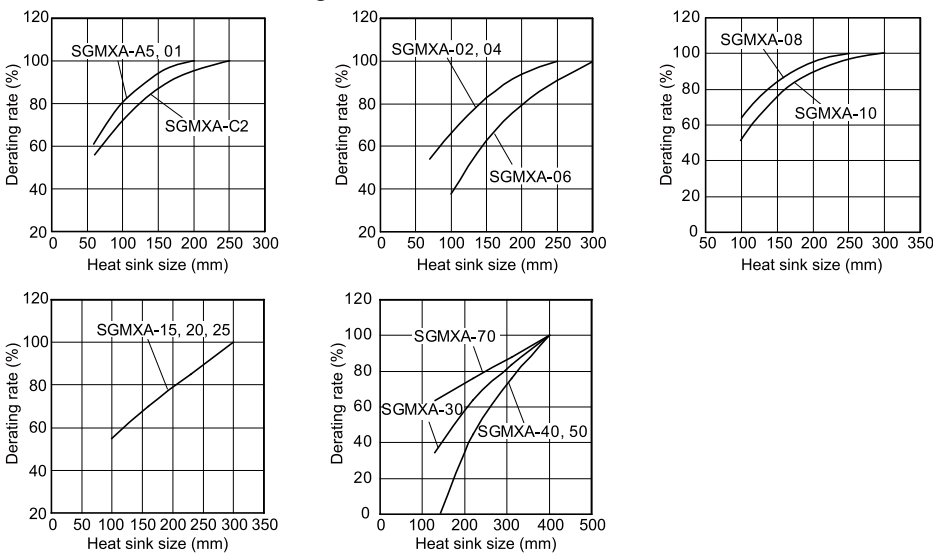 120
100
80
60
40
20
Derating rate (%)
SGMXA-A5, 01
SGMXA-C2
0 50 100 150 200 250 300
Heat sink size (mm)
120
100
80
60
40
20
Derating rate (%)
SGMXA-02, 04
SGMXA-06
0 50 100 150 200 250 300
Heat sink size (mm)
120
100
80
60
40
20
0
Derating rate (%)
SGMXA-08
SGMXA-10
50 100 150 200 250 300 350
Heat sink size (mm)
120
100
80
60
40
20
Derating rate (%)
SGMXA-15, 20, 25
0 50 100 150 200 250 300 350
Heat sink size (mm)
120
100
80
60
40
20
0
Derating rate (%)
SGMXA-70
SGMXA-30
SGMXA-40, 50
0 100 200 300 400 500
Heat sink size (mm)